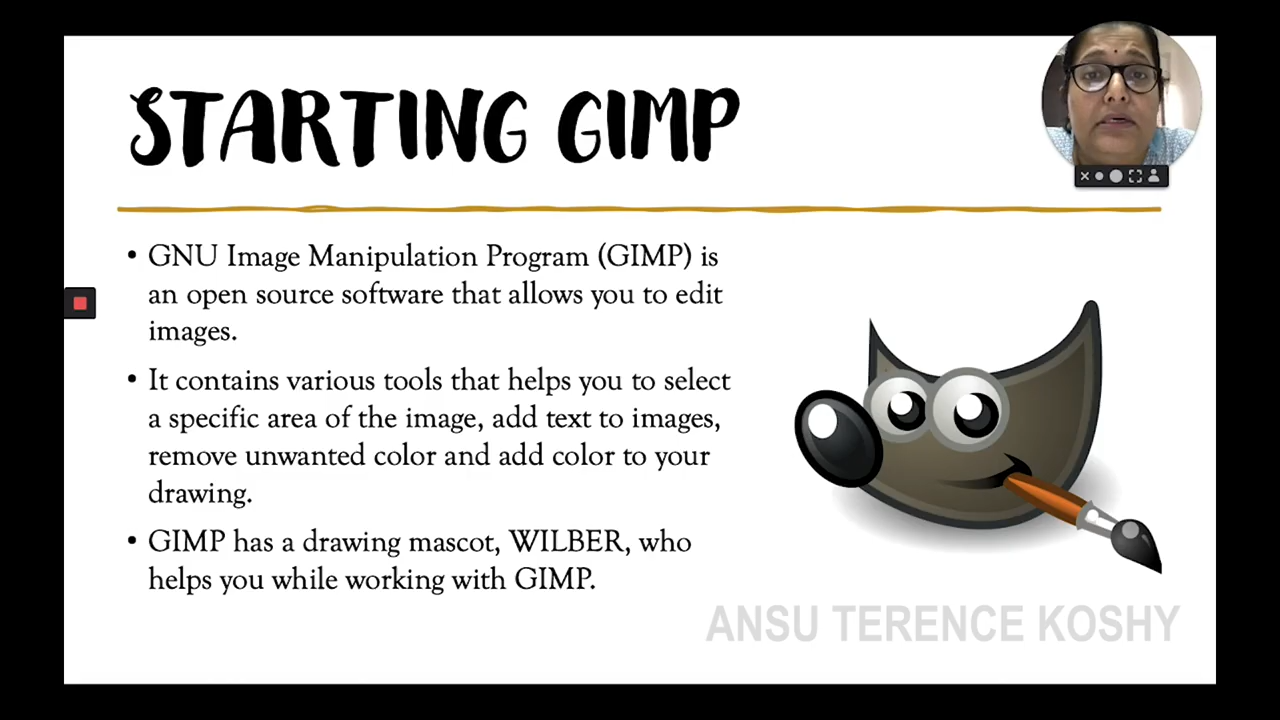 STARTING GIMP
• GNU Image Manipulation Program (GIMP) is
an open source software that allows you to edit
images.
• It contains various tools that helps you to select
a specific area of the image, add text to images,
remove unwanted color and add color to your
drawing.
• GIMP has a drawing mascot, WILBER, who
helps you while working with GIMP.
ANSU TERENCE KOSHY